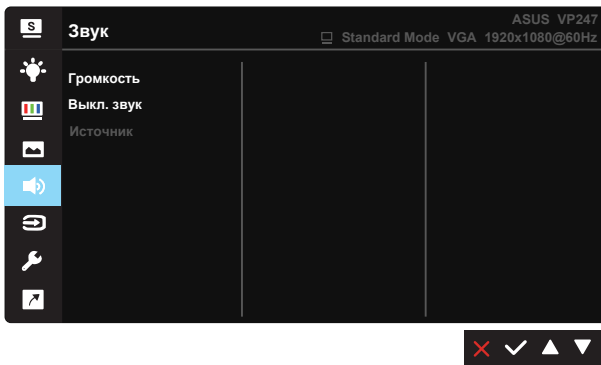 S
Звук
ASUS VP247
Standard Mode VGA 1920x1080@60Hz
Громкость
Выкл. звук
Источник